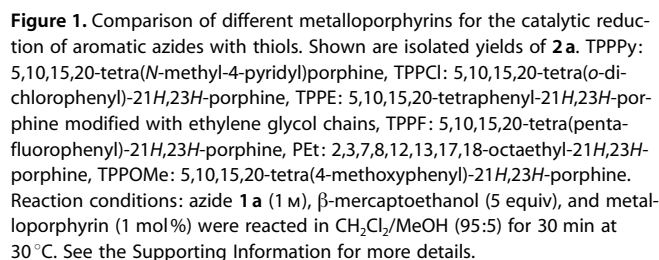 Figure 1. Comparison of different metalloporphyrins for the catalytic reduc-
tion of aromatic azides with thiols. Shown are isolated yields of 2 a. TPPPy:
5,10,15,20-tetra(N-methyl-4-pyridyl)porphine, TPPCl: 5,10,15,20-tetra(o-di-
chlorophenyl)-21H,23H-porphine, TPPE: 5,10,15,20-tetraphenyl-21H,23H-por-
phine modified with ethylene glycol chains, TPPF: 5,10,15,20-tetra(penta-
fluorophenyl)-21H,23H-porphine, PEt: 2,3,7,8,12,13,17,18-octaethyl-21H,23H-
porphine, TPPOMe: 5,10,15,20-tetra(4-methoxyphenyl)-21H,23H-porphine.
Reaction conditions: azide 1 a (1 M), β-mercaptoethanol (5 equiv), and metal-
loporphyrin (1 mol %) were reacted in CH₂Cl₂/MeOH (95:5) for 30 min at
30 °C. See the Supporting Information for more details.